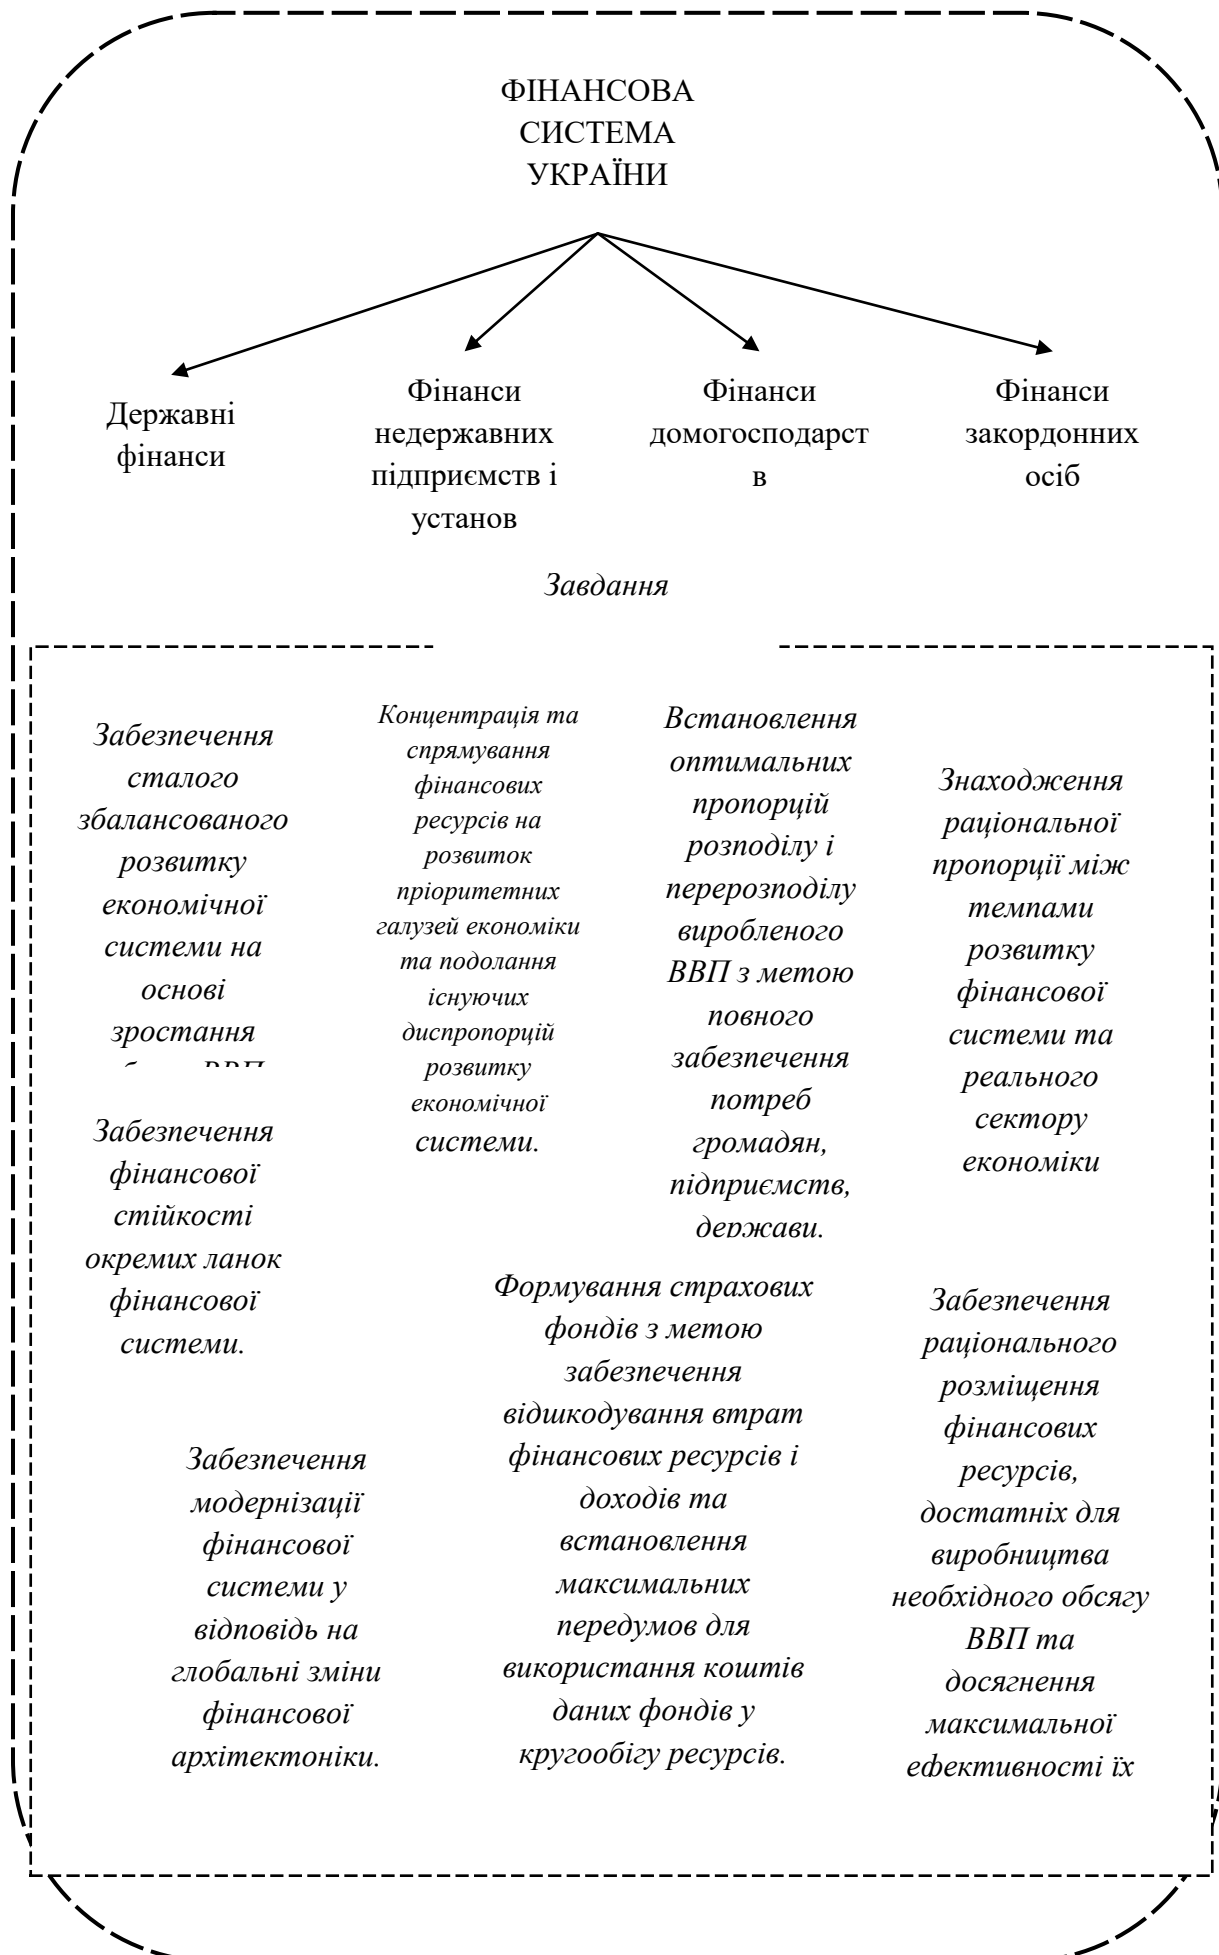 ФІНАНСОВА
СИСТЕМА
УКРАЇНИ
Державні
фінанси
Фінанси
недержавних
підприємств і
установ
Фінанси
домогосподарст
в
Фінанси
закордонних
осіб
Завдання
Забезпечення
сталого
збалансованого
розвитку
економічної
системи на
основі
зростання
ВВП
Концентрація та
спрямування
фінансових
ресурсів на
розвиток
пріоритетних
галузей економіки
та подолання
існуючих
диспропорцій
розвитку
економічної
системи.
Встановлення
оптимальних
пропорцій
розподілу і
перерозподілу
виробленого
ВВП з метою
повного
забезпечення
потреб
громадян,
підприємств,
держави.
Знаходження
раціональної
пропорції між
темпами
розвитку
фінансової
системи та
реального
сектору
економіки
Забезпечення
фінансової
стійкості
окремих ланок
фінансової
системи.
Формування страхових
фондів з метою
забезпечення
відшкодування втрат
фінансових ресурсів і
доходів та
встановлення
максимальних
передумов для
використання коштів
даних фондів у
кругообігу ресурсів.
Забезпечення
раціонального
розміщення
фінансових
ресурсів,
достатніх для
виробництва
необхідного обсягу
ВВП та
досягнення
максимальної
ефективності їх
Забезпечення
модернізації
фінансової
системи у
відповідь на
глобальні зміни
фінансової
архітектоніки.